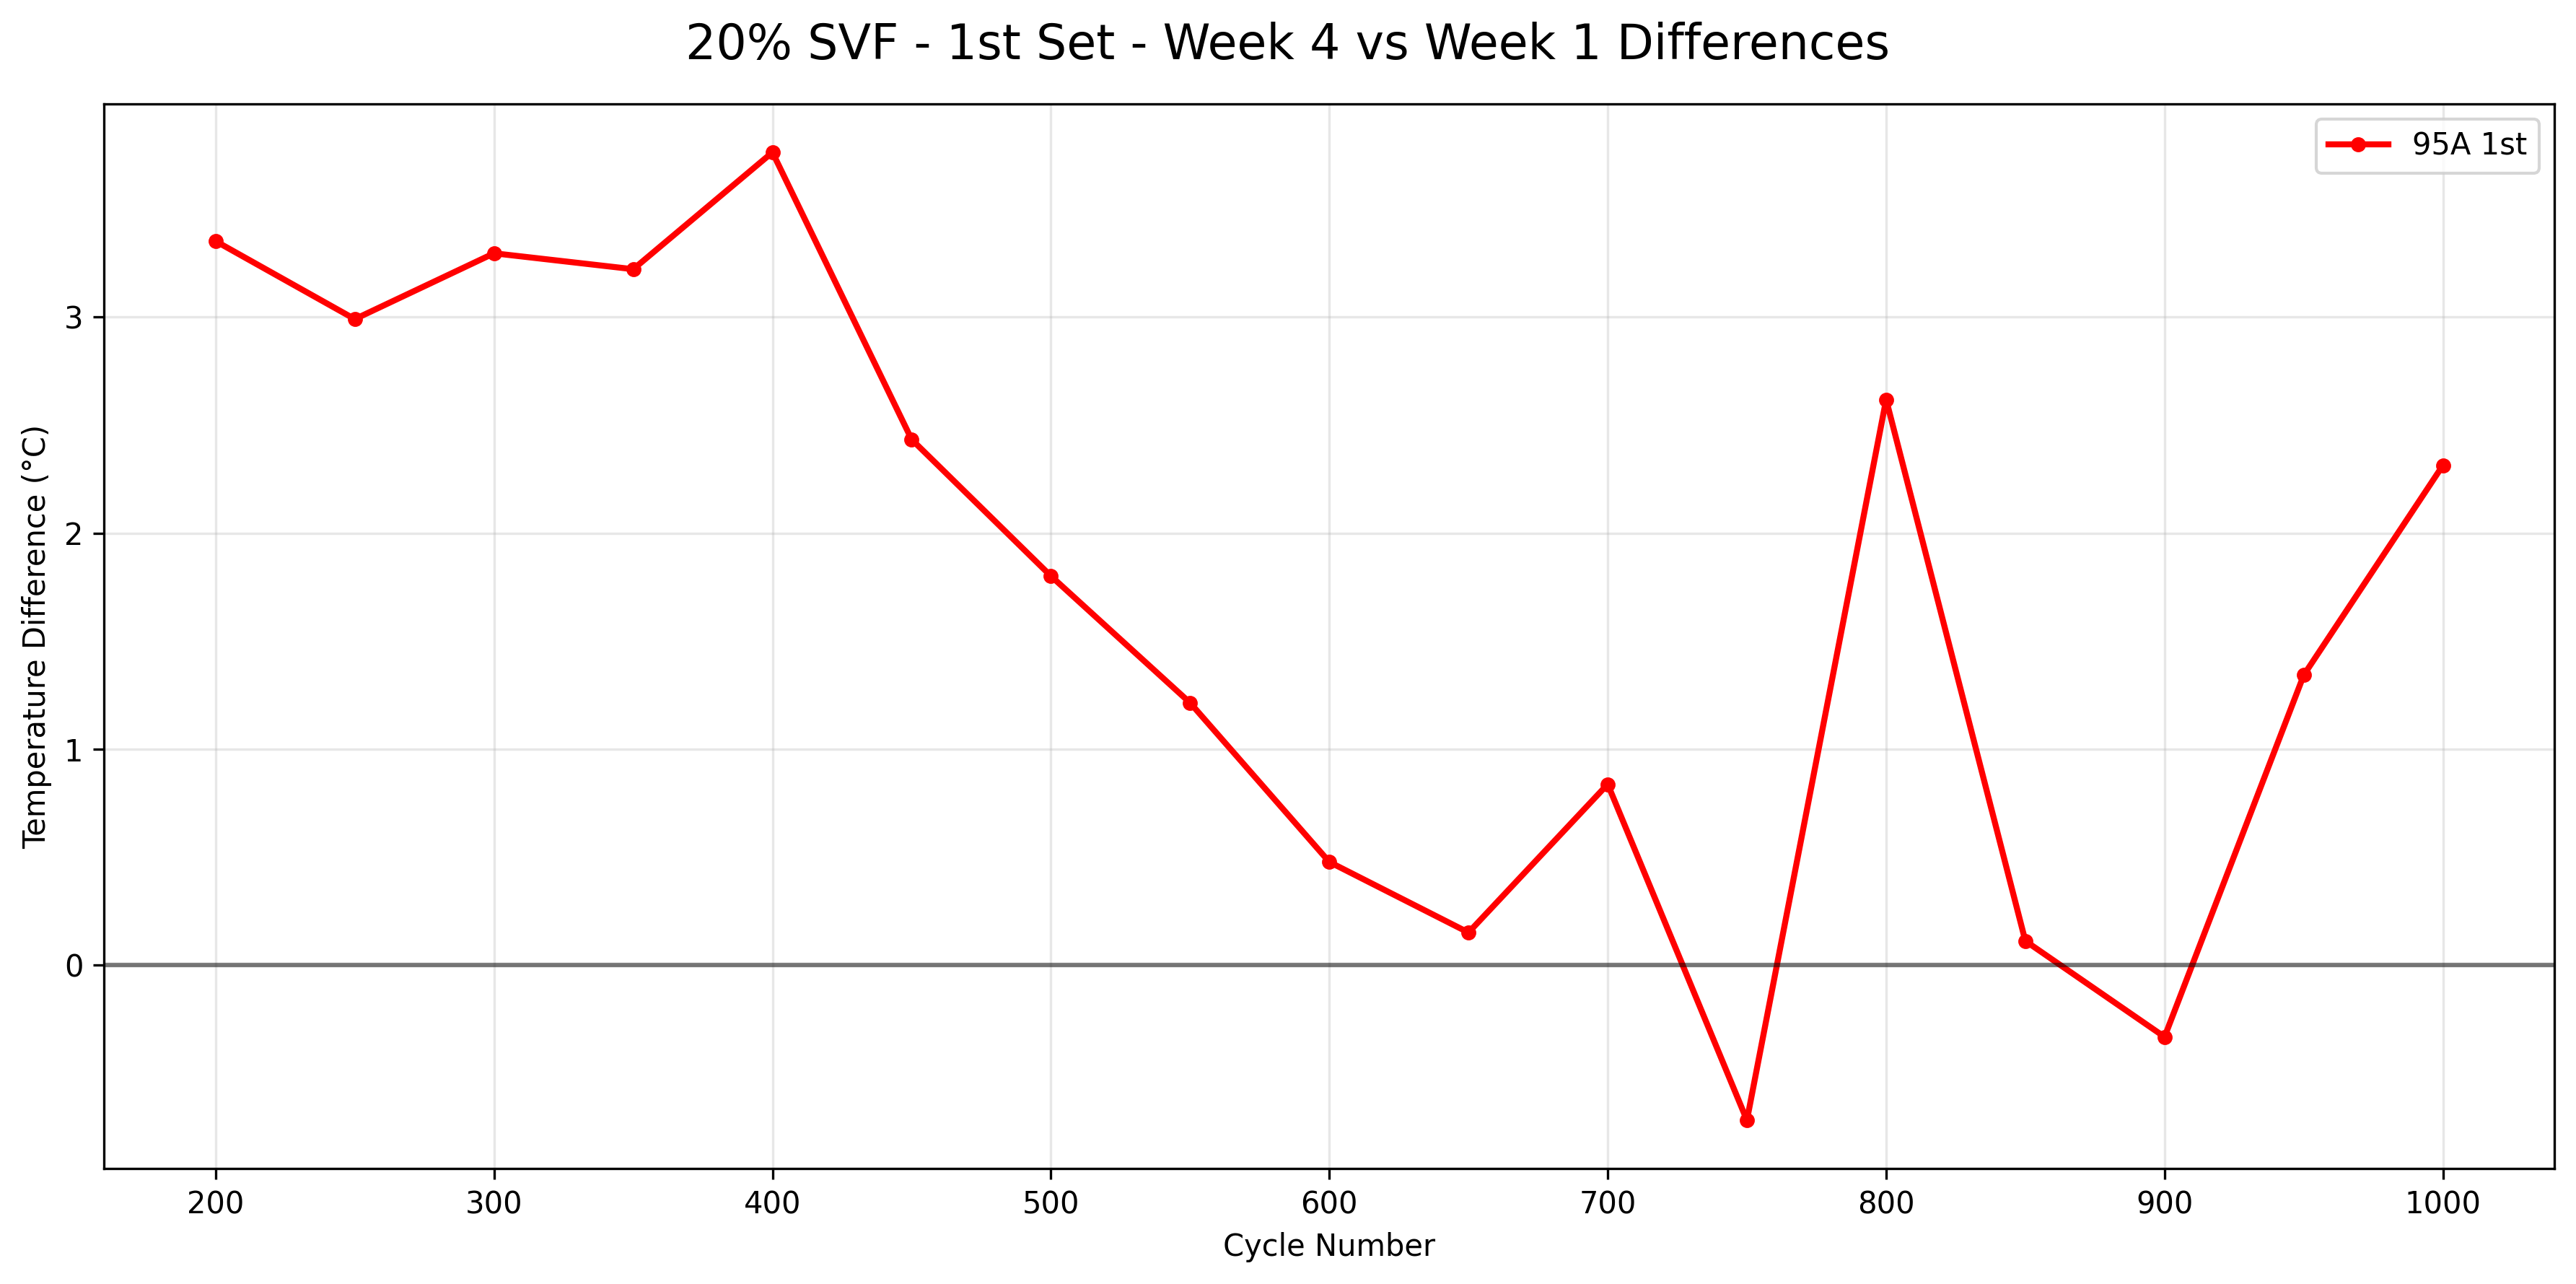 20% SVF - 1st Set - Week 4 vs Week 1 Differences
95A 1st
Temperature Difference (°C)
3
2
1
0
200 300 400 500 600 700 800 900 1000
Cycle Number